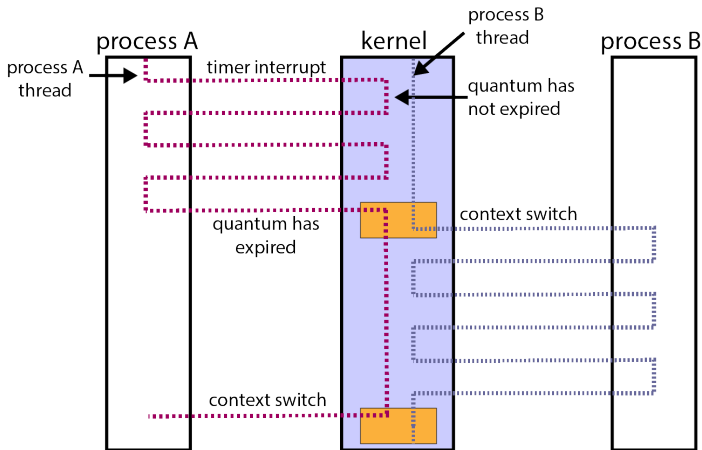 process B
thread
process A
kernel
process B
process A
thread
timer interrupt
quantum has
not expired
quantum has
expired
context switch
context switch